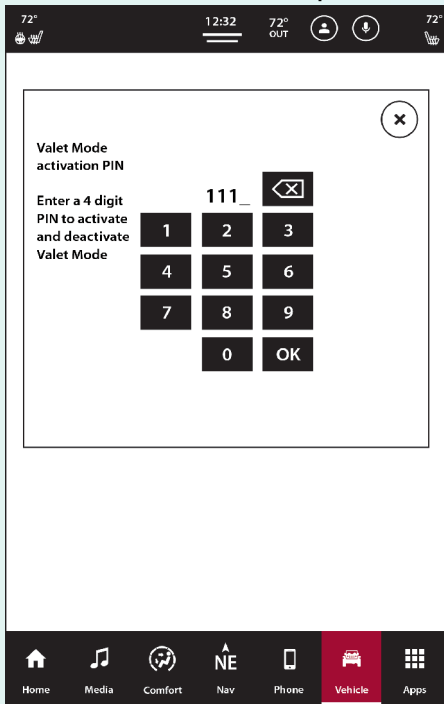 72°
12:32
72°
OUT
72°
Valet Mode
activation PIN
Enter a 4 digit
PIN to activate
and deactivate
Valet Mode
111_
1 2 3
4 5 6
7 8 9
0 OK
NE
Home Media Comfort Nav Phone Vehicle Apps